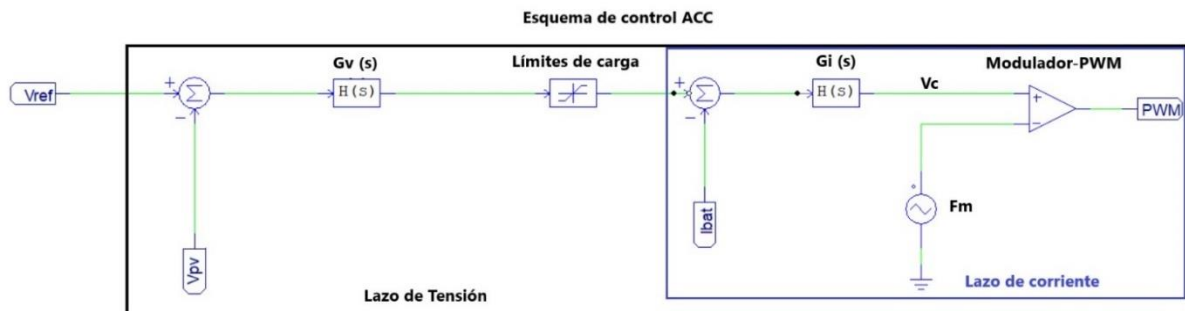 Esquema de control ACC
Gv (s)
Límites de carga
Gi (s)
Modulador-PWM
Vref
+
Σ
−
H(s)
+
Σ
−
H(s)
Vc
+
−
PWM
Vpv
Ibat
Fm
Lazo de Tensión
Lazo de corriente